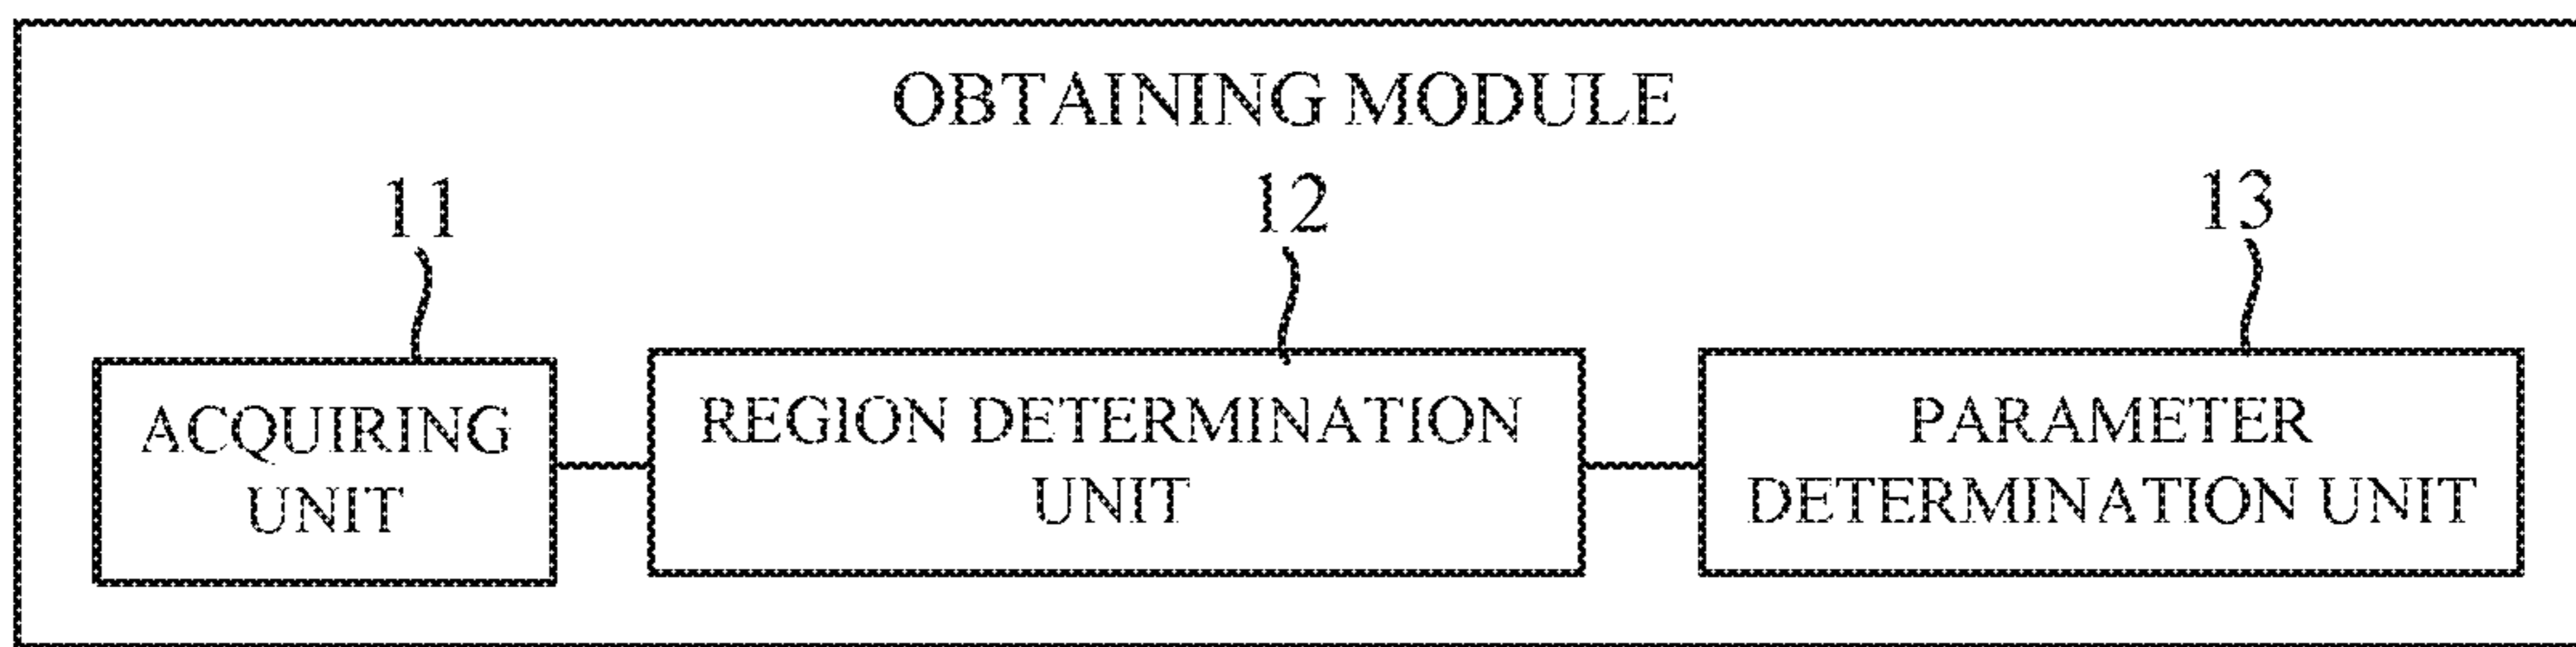 OBTAINING MODULE
11
12
13
ACQUIRING
UNIT
REGION DETERMINATION
UNIT
PARAMETER
DETERMINATION UNIT